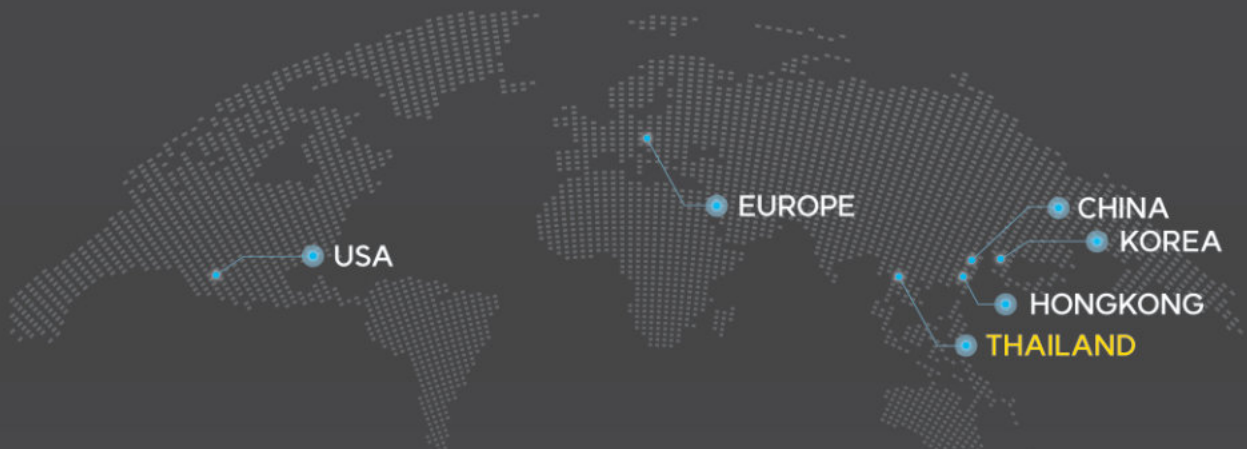 EUROPE
CHINA
KOREA
USA
HONGKONG
THAILAND